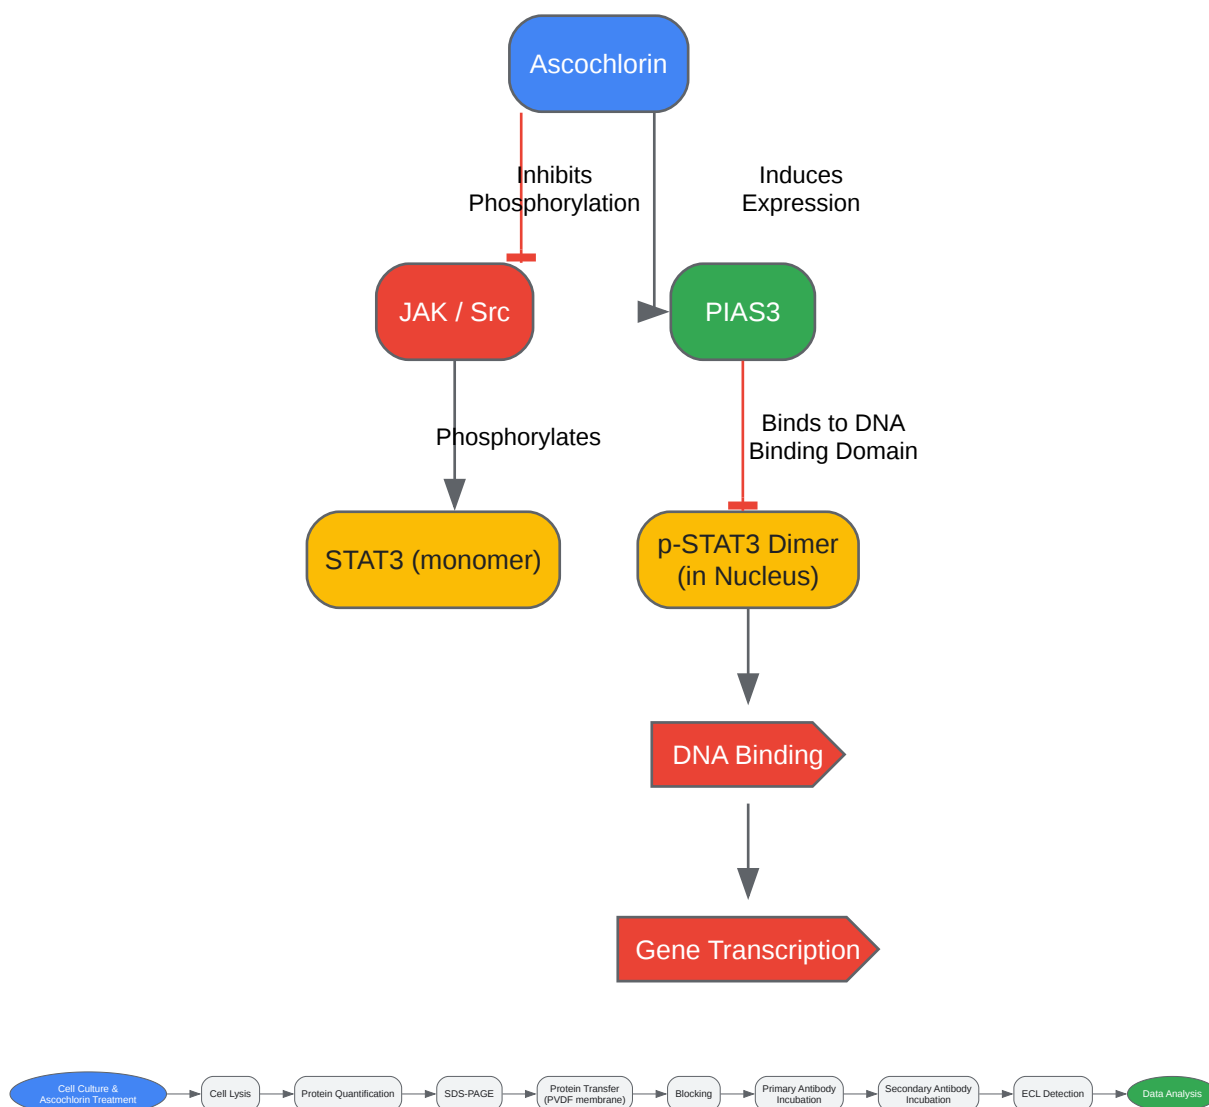 Ascochlorin
Inhibits
Phosphorylation
Induces
Expression
JAK / Src
PIAS3
Phosphorylates
Binds to DNA
Binding Domain
STAT3 (monomer)
p-STAT3 Dimer
(in Nucleus)
DNA Binding
Gene Transcription
Cell Culture &
Ascochlorin Treatment
Cell Lysis
Protein Quantification
SDS-PAGE
Protein Transfer
(PVDF membrane)
Blocking
Primary Antibody
Incubation
Secondary Antibody
Incubation
ECL Detection
Data Analysis